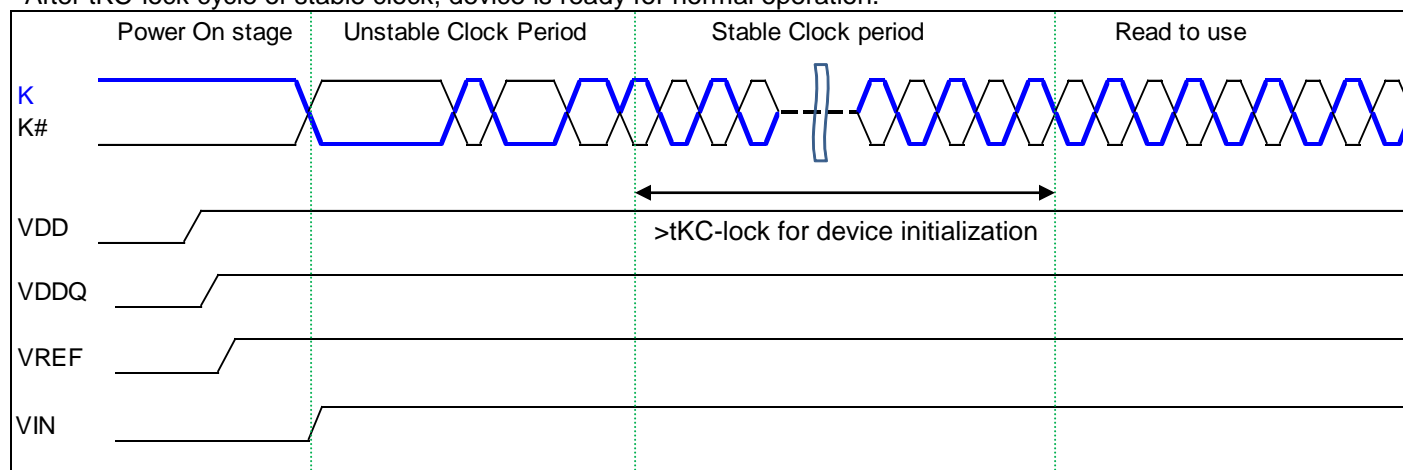 After tKC-lock cycle of stable clock, device is ready for normal operation.
Power On stage Unstable Clock Period Stable Clock period Read to use
K
K#
VDD
>tKC-lock for device initialization
VDDQ
VREF
VIN